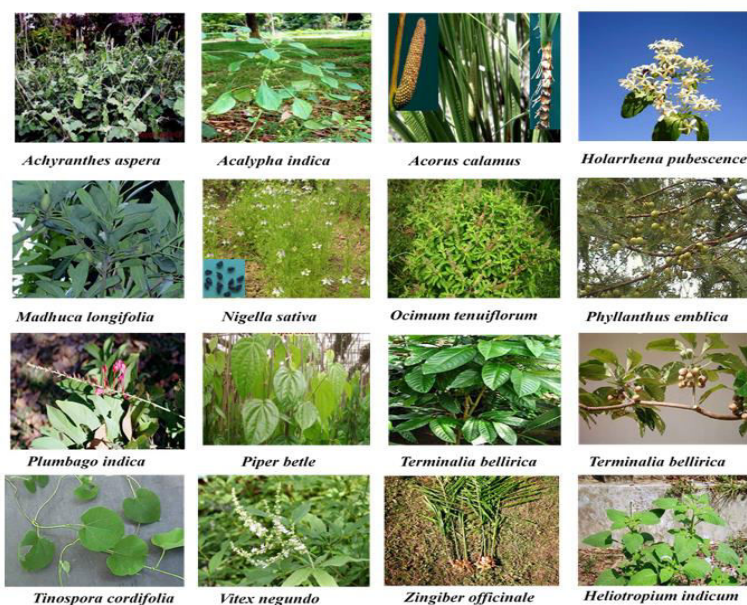 Achyranthes aspera
Acalypha indica
Acorus calamus
Holarrhena pubescence
Madhuca longifolia
Nigella sativa
Ocimum tenuiflorum
Phyllanthus emblica
Plumbago indica
Piper betle
Terminalia bellirica
Terminalia bellirica
Tinospora cordifolia
Vitex negundo
Zingiber officinale
Heliotropium indicum